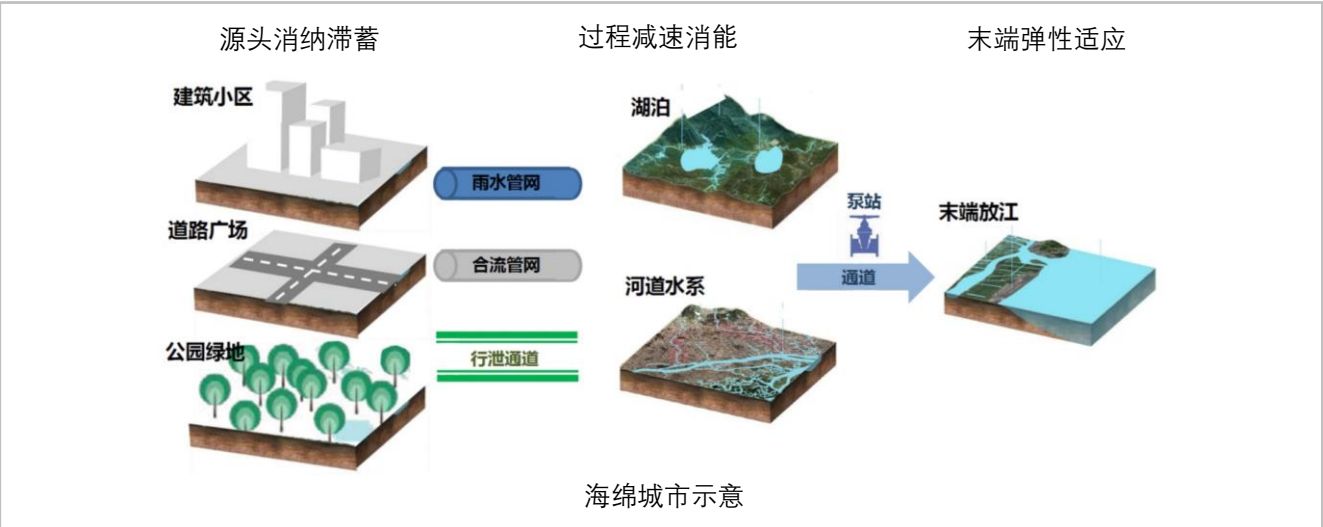 源头消纳滞蓄
过程减速消能
末端弹性适应
建筑小区
道路广场
公园绿地
雨水管网
合流管网
行泄通道
湖泊
河道水系
泵站
通道
末端放江
海绵城市示意